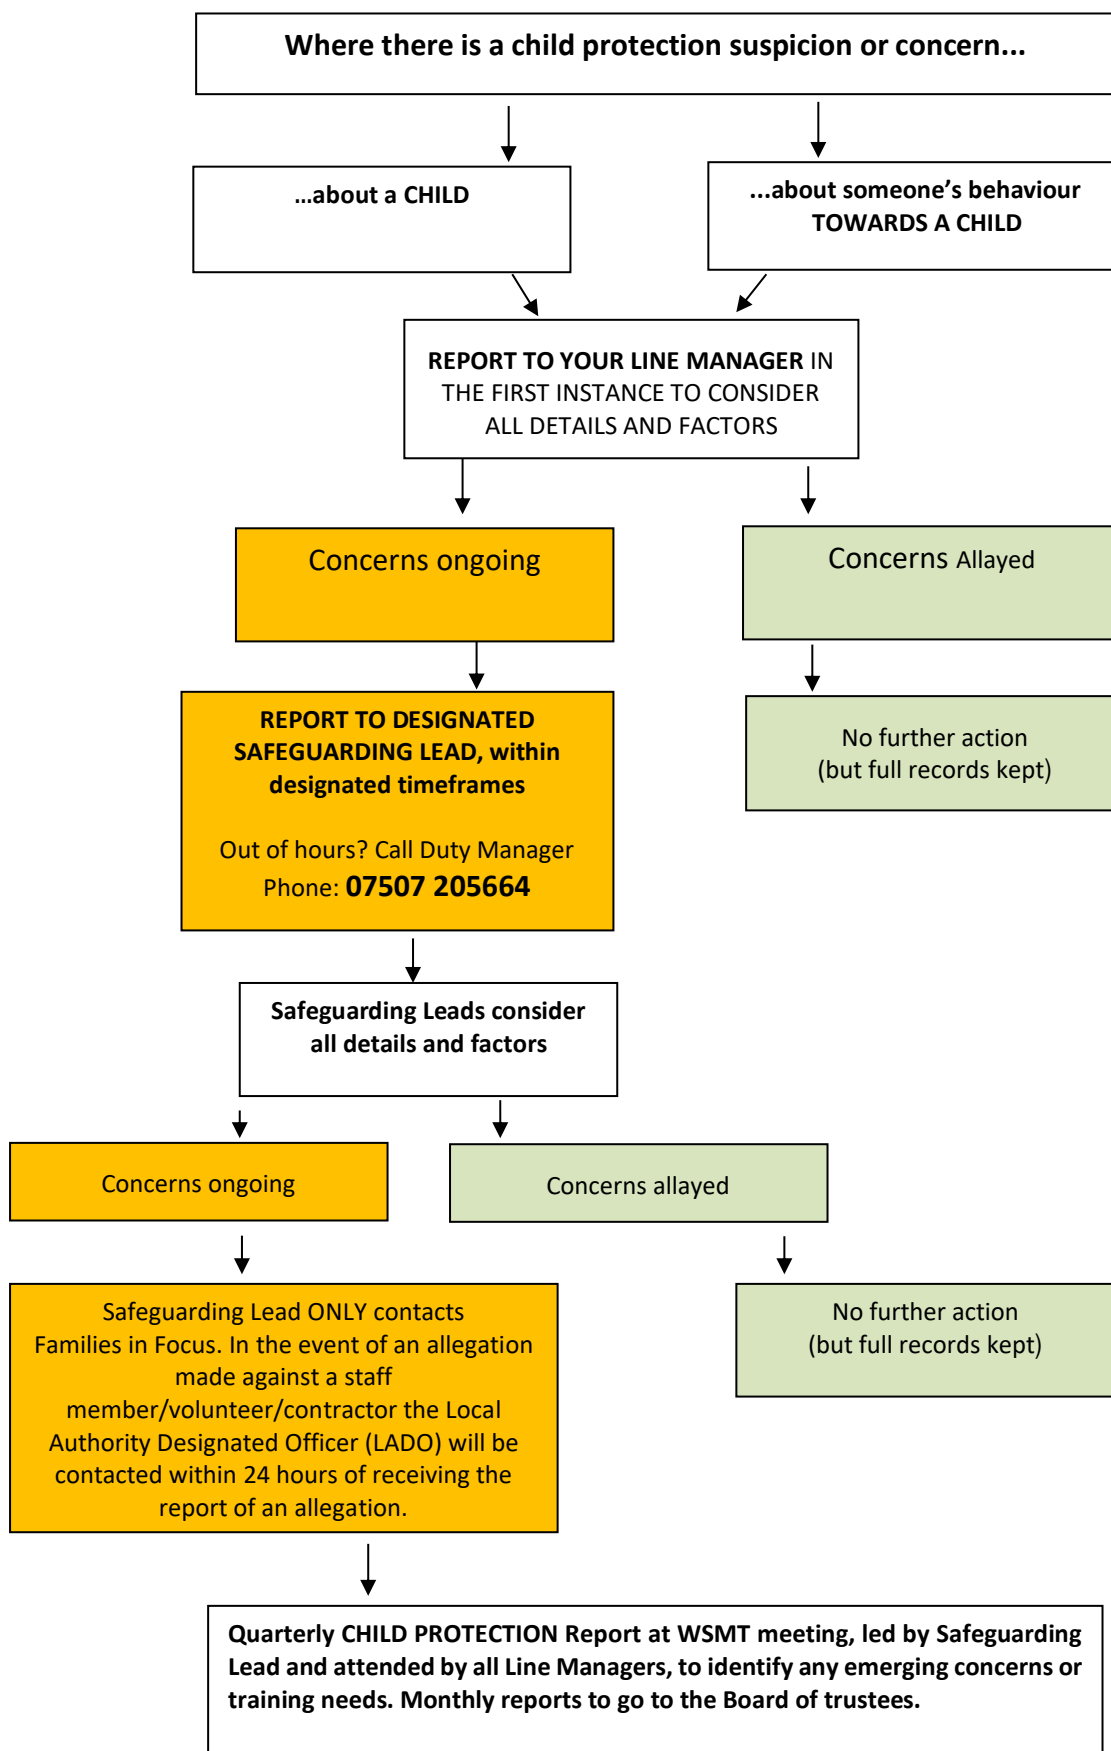 Where there is a child protection suspicion or concern...
...about a CHILD
...about someone’s behaviour
TOWARDS A CHILD
REPORT TO YOUR LINE MANAGER IN
THE FIRST INSTANCE TO CONSIDER
ALL DETAILS AND FACTORS
Concerns ongoing
Concerns Allayed
REPORT TO DESIGNATED
SAFEGUARDING LEAD, within
designated timeframes
Out of hours? Call Duty Manager
Phone: 07507 205664
No further action
(but full records kept)
Safeguarding Leads consider
all details and factors
Concerns ongoing
Concerns allayed
Safeguarding Lead ONLY contacts
Families in Focus. In the event of an allegation
made against a staff
member/volunteer/contractor the Local
Authority Designated Officer (LADO) will be
contacted within 24 hours of receiving the
report of an allegation.
No further action
(but full records kept)
Quarterly CHILD PROTECTION Report at WSMT meeting, led by Safeguarding
Lead and attended by all Line Managers, to identify any emerging concerns or
training needs. Monthly reports to go to the Board of trustees.